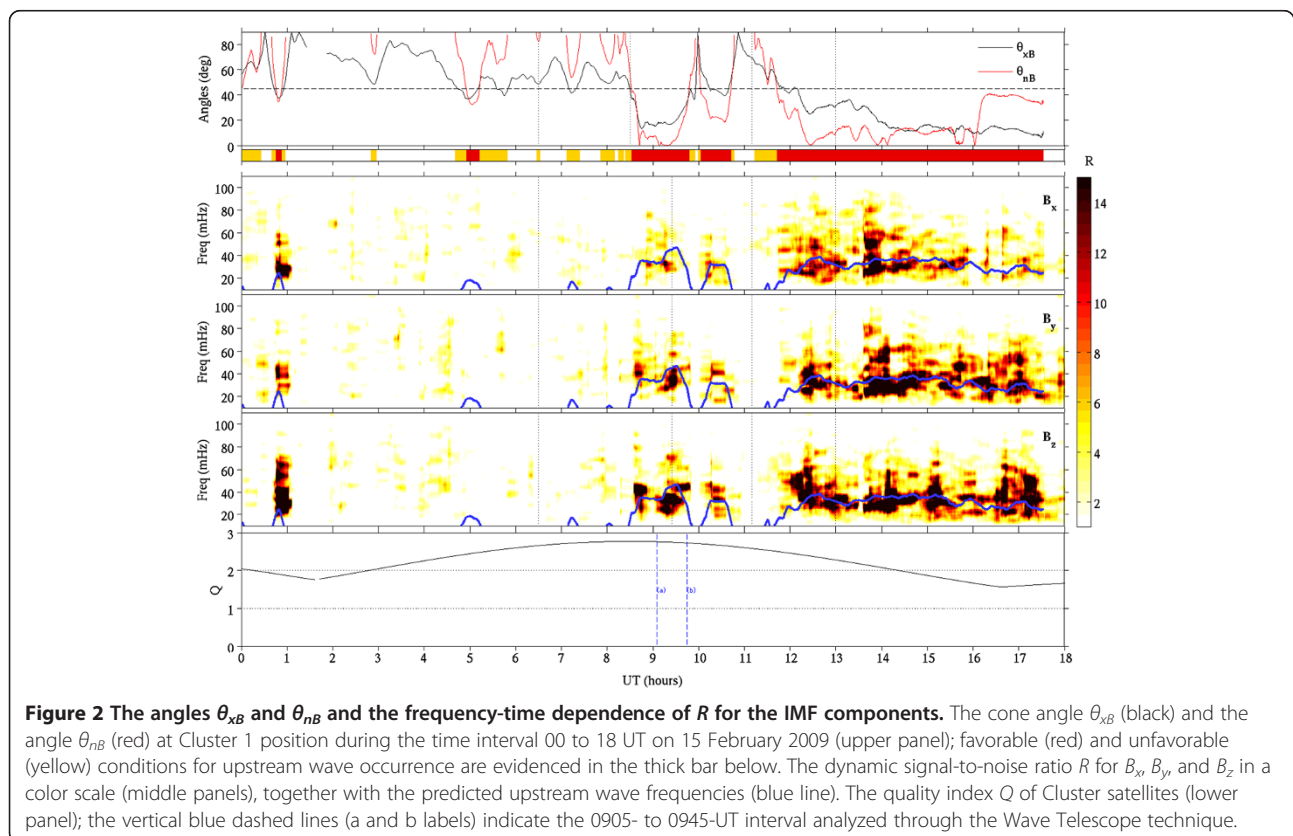 80
60
40
20
0
Angles (deg)
θxB
θnB
R
14
12
10
8
6
4
2
100
80
60
40
20
Freq (mHz)
Bx
100
80
60
40
20
Freq (mHz)
By
100
80
60
40
20
Freq (mHz)
Bz
3
2
1
0
Q
(a)
(b)
0 1 2 3 4 5 6 7 8 9 10 11 12 13 14 15 16 17 18
UT (hours)
Figure 2 The angles θxB and θnB and the frequency-time dependence of R for the IMF components. The cone angle θxB (black) and the
angle θnB (red) at Cluster 1 position during the time interval 00 to 18 UT on 15 February 2009 (upper panel); favorable (red) and unfavorable
(yellow) conditions for upstream wave occurrence are evidenced in the thick bar below. The dynamic signal-to-noise ratio R for Bx, By, and Bz in a
color scale (middle panels), together with the predicted upstream wave frequencies (blue line). The quality index Q of Cluster satellites (lower
panel); the vertical blue dashed lines (a and b labels) indicate the 0905- to 0945-UT interval analyzed through the Wave Telescope technique.